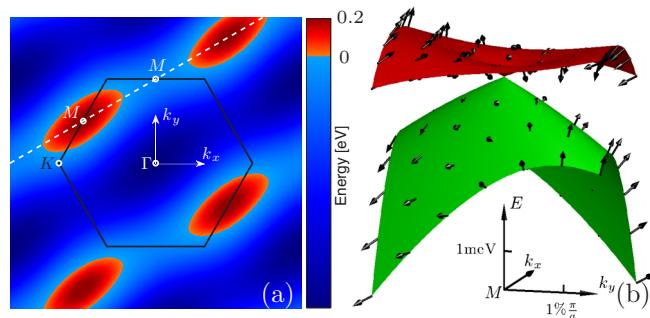 M
M
k_y
K
Γ
k_x
(a)
0.2
0
Energy [eV]
E
1meV
k_x
M
k_y
1% π/a
(b)